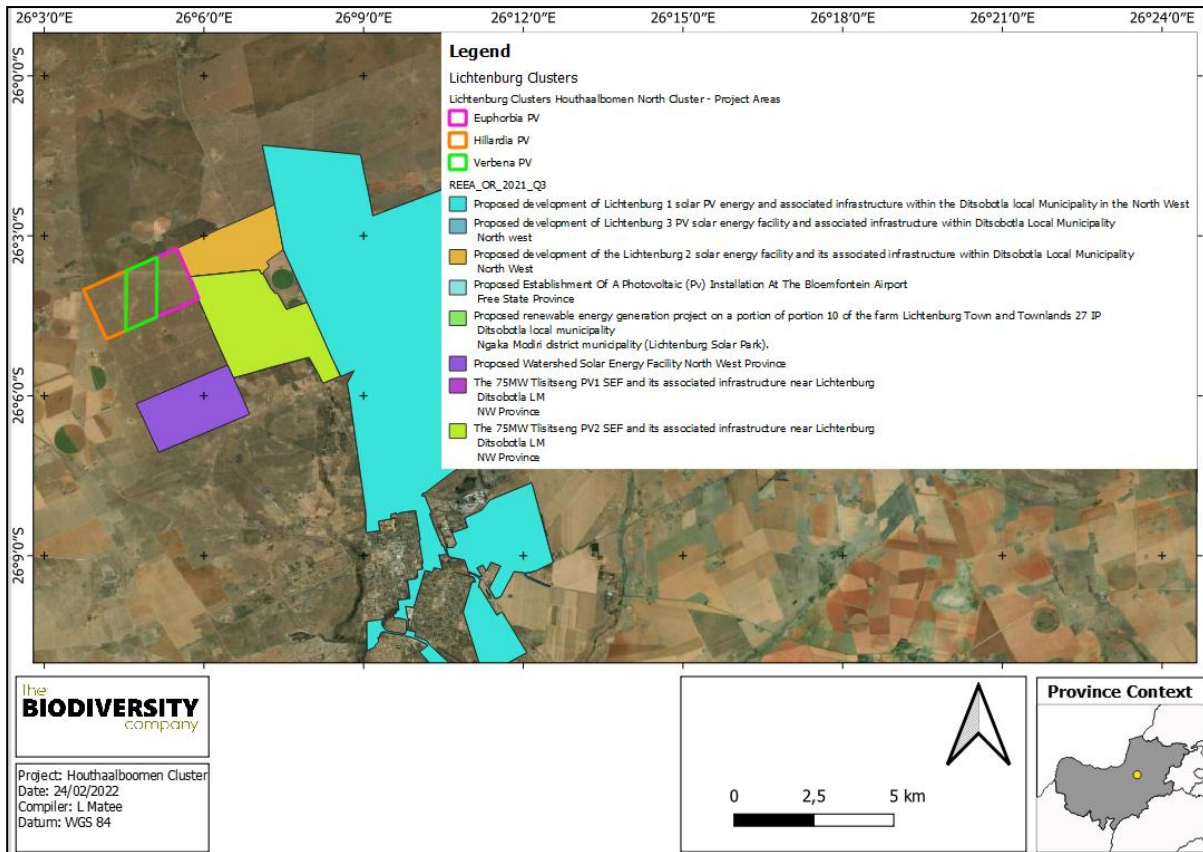 26°3′0″E 26°6′0″E 26°9′0″E 26°12′0″E 26°15′0″E 26°18′0″E 26°21′0″E 26°24′0″E
26°0′0″S
26°3′0″S
26°6′0″S
26°9′0″S
Legend
Lichtenburg Clusters
Lichtenburg Clusters Houthaalbomen North Cluster - Project Areas
Euphorbia PV
Hillardia PV
Verbena PV
REEA_OR_2021_Q3
Proposed development of Lichtenburg 1 solar PV energy and associated infrastructure within the Ditsobotla local Municipality in the North West
Proposed development of Lichtenburg 3 PV solar energy facility and associated infrastructure within Ditsobotla Local Municipality
North west
Proposed development of the Lichtenburg 2 solar energy facility and its associated infrastructure within Ditsobotla Local Municipality
North West
Proposed Establishment Of A Photovoltaic (Pv) Installation At The Bloemfontein Airport
Free State Province
Proposed renewable energy generation project on a portion of portion 10 of the farm Lichtenburg Town and Townlands 27 IP
Ditsobotla local municipality
Ngaka Modiri district municipality (Lichtenburg Solar Park).
Proposed Watershed Solar Energy Facility North West Province
The 75MW Tlisitseng PV1 SEF and its associated infrastructure near Lichtenburg
Ditsobotla LM
NW Province
The 75MW Tlisitseng PV2 SEF and its associated infrastructure near Lichtenburg
Ditsobotla LM
NW Province
The
BIODIVERSITY
company
Project: Houthaalboomen Cluster
Date: 24/02/2022
Compiler: L Matee
Datum: WGS 84
0 2,5 5 km
Province Context